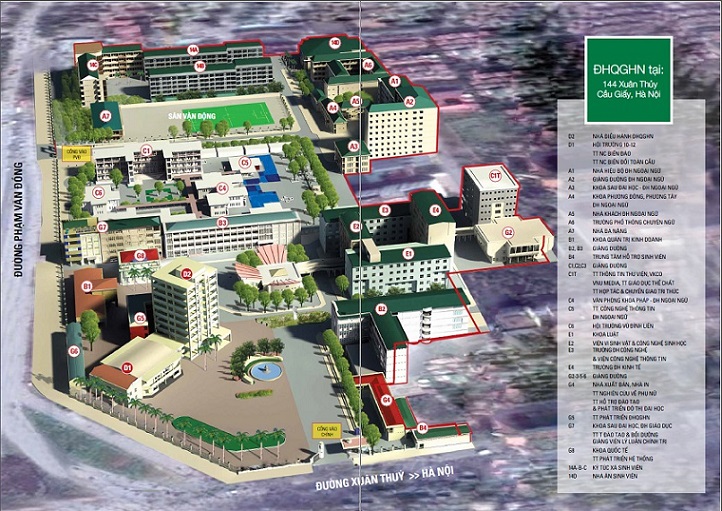 ĐHQGHN tại:
144 Xuân Thủy
Cầu Giấy, Hà Nội
14A
14B
14C
14D
A6
A1
A5
A2
A4
A7
SÂN VẬN ĐỘNG
A3
CỔNG VÀO
PVĐ
C1
C5
C6
C4
C1T
ĐƯỜNG PHẠM VĂN ĐỒNG
G7
B3
E3
E4
E2
G2
G8
E1
D2
B1
B2
G5
G6
D1
G4
B4
CỔNG VÀO
CHÍNH
ĐƯỜNG XUÂN THUỶ >> HÀ NỘI
D2 NHÀ ĐIỀU HÀNH ĐHQGHN
D1 HỘI TRƯỜNG 10-12
TT NC BIỂN ĐẢO
TT NC BIẾN ĐỔI TOÀN CẦU
A1 NHÀ HIỆU BỘ ĐH NGOẠI NGỮ
A2 GIẢNG ĐƯỜNG ĐH NGOẠI NGỮ
A3 KHOA SAU ĐẠI HỌC - ĐH NGOẠI NGỮ
A4 KHOA PHƯƠNG ĐÔNG, PHƯƠNG TÂY
ĐH NGOẠI NGỮ
A5 NHÀ KHÁCH ĐH NGOẠI NGỮ
A6 TRƯỜNG PHỔ THÔNG CHUYÊN NGỮ
A7 NHÀ ĐA NĂNG
B1 KHOA QUẢN TRỊ KINH DOANH
B2, B3 GIẢNG ĐƯỜNG
B4 TRUNG TÂM HỖ TRỢ SINH VIÊN
C1,C2,C3 GIẢNG ĐƯỜNG
C1T TT THÔNG TIN THƯ VIỆN, VNCD
VNU MEDIA, TT GIÁO DỤC THỂ CHẤT
TT HỢP TÁC & CHUYỂN GIAO TRI THỨC
C4 VĂN PHÒNG KHOA PHÁP - ĐH NGOẠI NGỮ
C5 TT CÔNG NGHỆ THÔNG TIN
ĐH NGOẠI NGỮ
C6 HỘI TRƯỜNG VŨ ĐÌNH LIÊN
E1 KHOA LUẬT
E2 VIỆN VI SINH VẬT & CÔNG NGHỆ SINH HỌC
E3 TRƯỜNG ĐH CÔNG NGHỆ
& VIỆN CÔNG NGHỆ THÔNG TIN
E4 TRƯỜNG ĐH KINH TẾ
G2-3-5-6 GIẢNG ĐƯỜNG
G4 NHÀ XUẤT BẢN, NHÀ IN
TT NGHIÊN CỨU VỀ PHỤ NỮ
TT HỖ TRỢ ĐÀO TẠO
& PHÁT TRIỂN ĐÔ THỊ ĐẠI HỌC
G5 TT PHÁT TRIỂN ĐHQGHN
G7 KHOA SAU ĐẠI HỌC, ĐH GIÁO DỤC
TT ĐÀO TẠO & BỒI DƯỠNG
GIẢNG VIÊN LÝ LUẬN CHÍNH TRỊ
G8 KHOA QUỐC TẾ
TT PHÁT TRIỂN HỆ THỐNG
14A-B-C KÝ TÚC XÁ SINH VIÊN
14D NHÀ ĂN SINH VIÊN